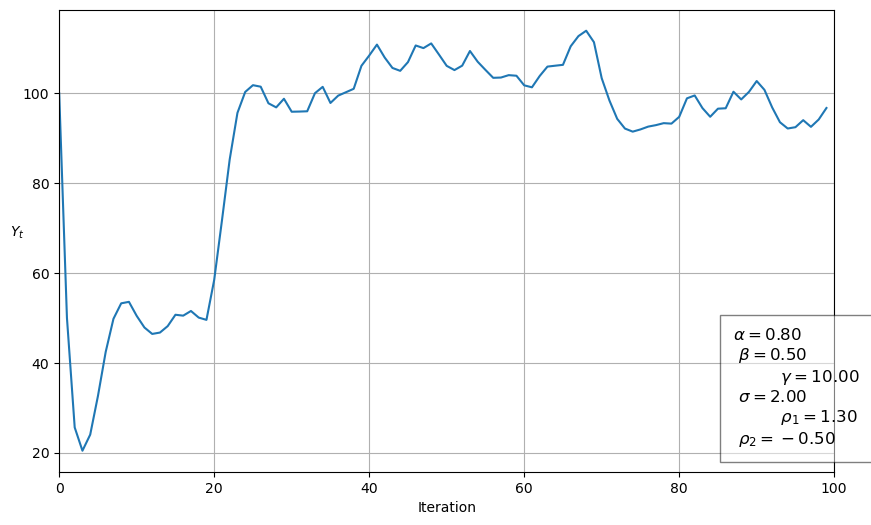 100
80
60
40
20
Y_t
0 20 40 60 80 100
Iteration
α = 0.80
β = 0.50
γ = 10.00
σ = 2.00
ρ₁ = 1.30
ρ₂ = −0.50